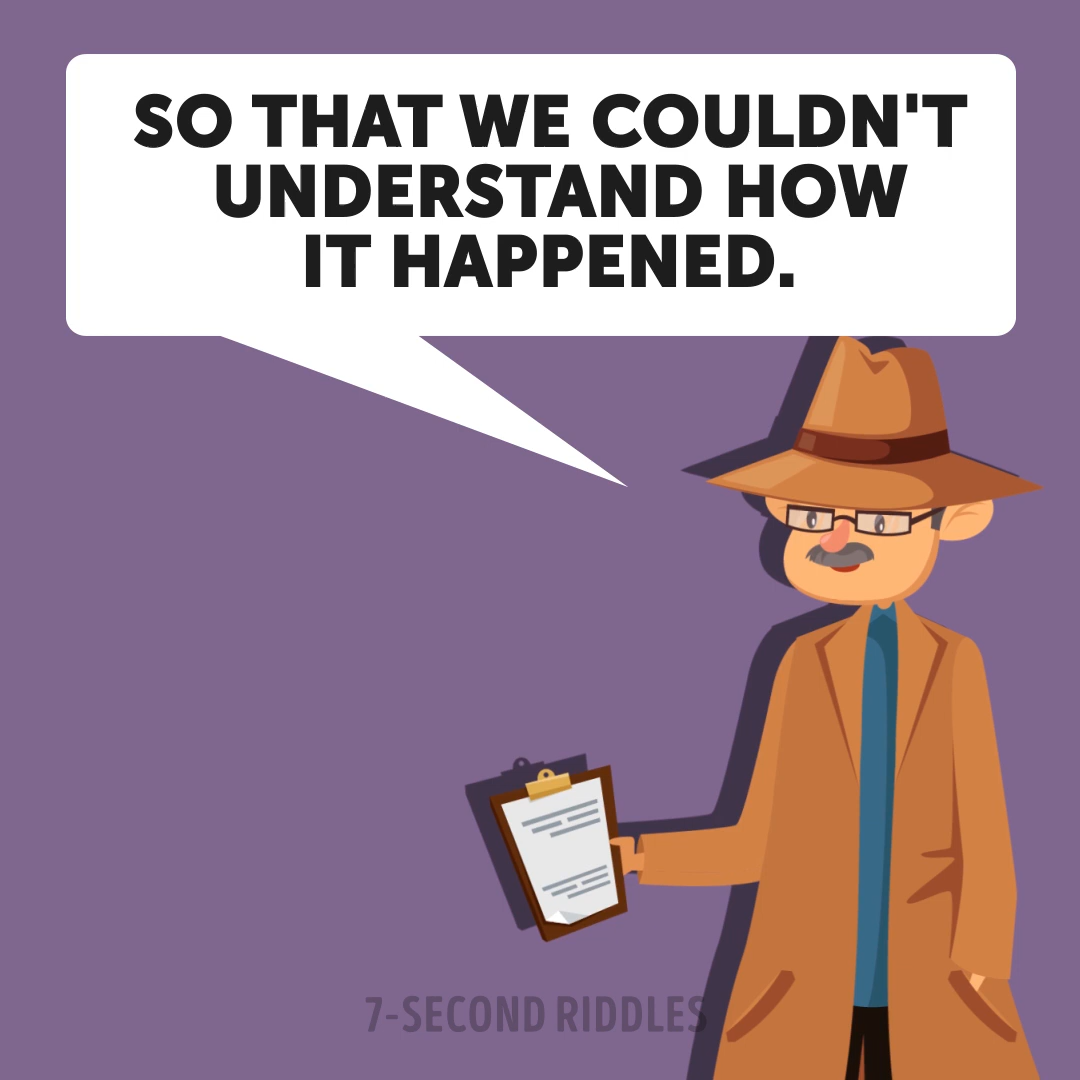 SO THAT WE COULDN'T
UNDERSTAND HOW
IT HAPPENED.
7-SECOND RIDDLES